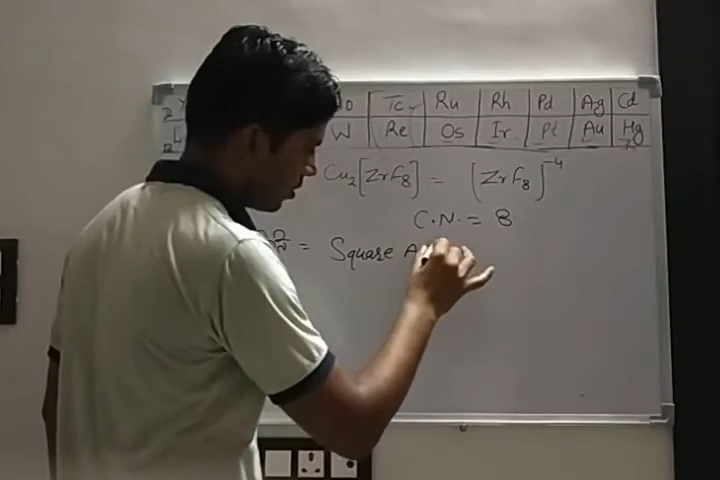 Tc Ru Rh Pd Ag Cd
W Re Os Ir Pt Au Hg
Cu₂[ZrF₈] = [ZrF₈]⁻⁴
C.N. = 8
= Square A